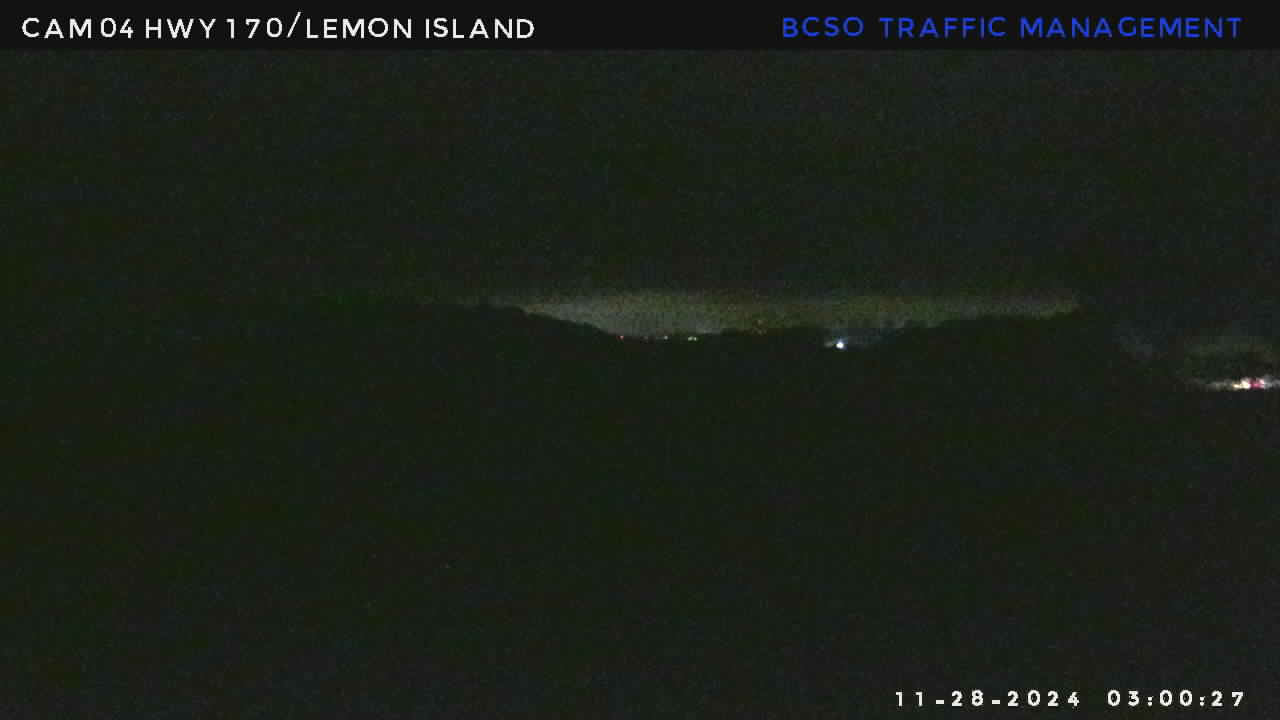 CAM04 HWY 170/LEMON ISLAND
BCSO TRAFFIC MANAGEMENT
11-28-2024 03:00:27